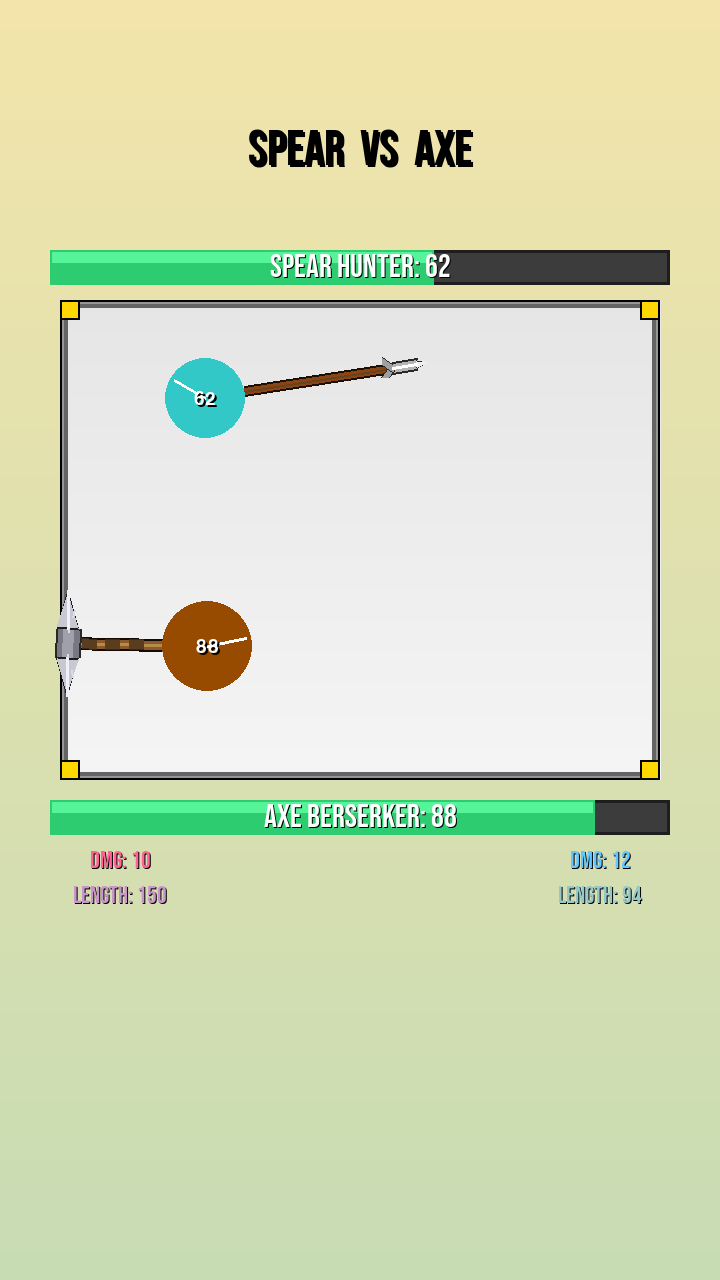 SPEAR VS AXE
SPEAR HUNTER: 62
62
88
AXE BERSERKER: 88
DMG: 10
DMG: 12
LENGTH: 150
LENGTH: 94